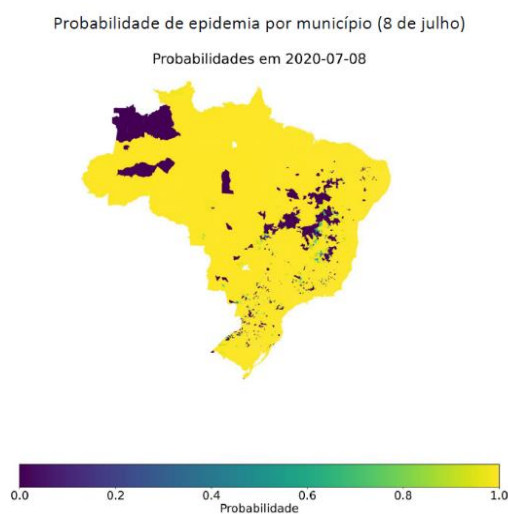 Probabilidade de epidemia por município (8 de julho)
Probabilidades em 2020-07-08
0.0 0.2 0.4 0.6 0.8 1.0
Probabilidade